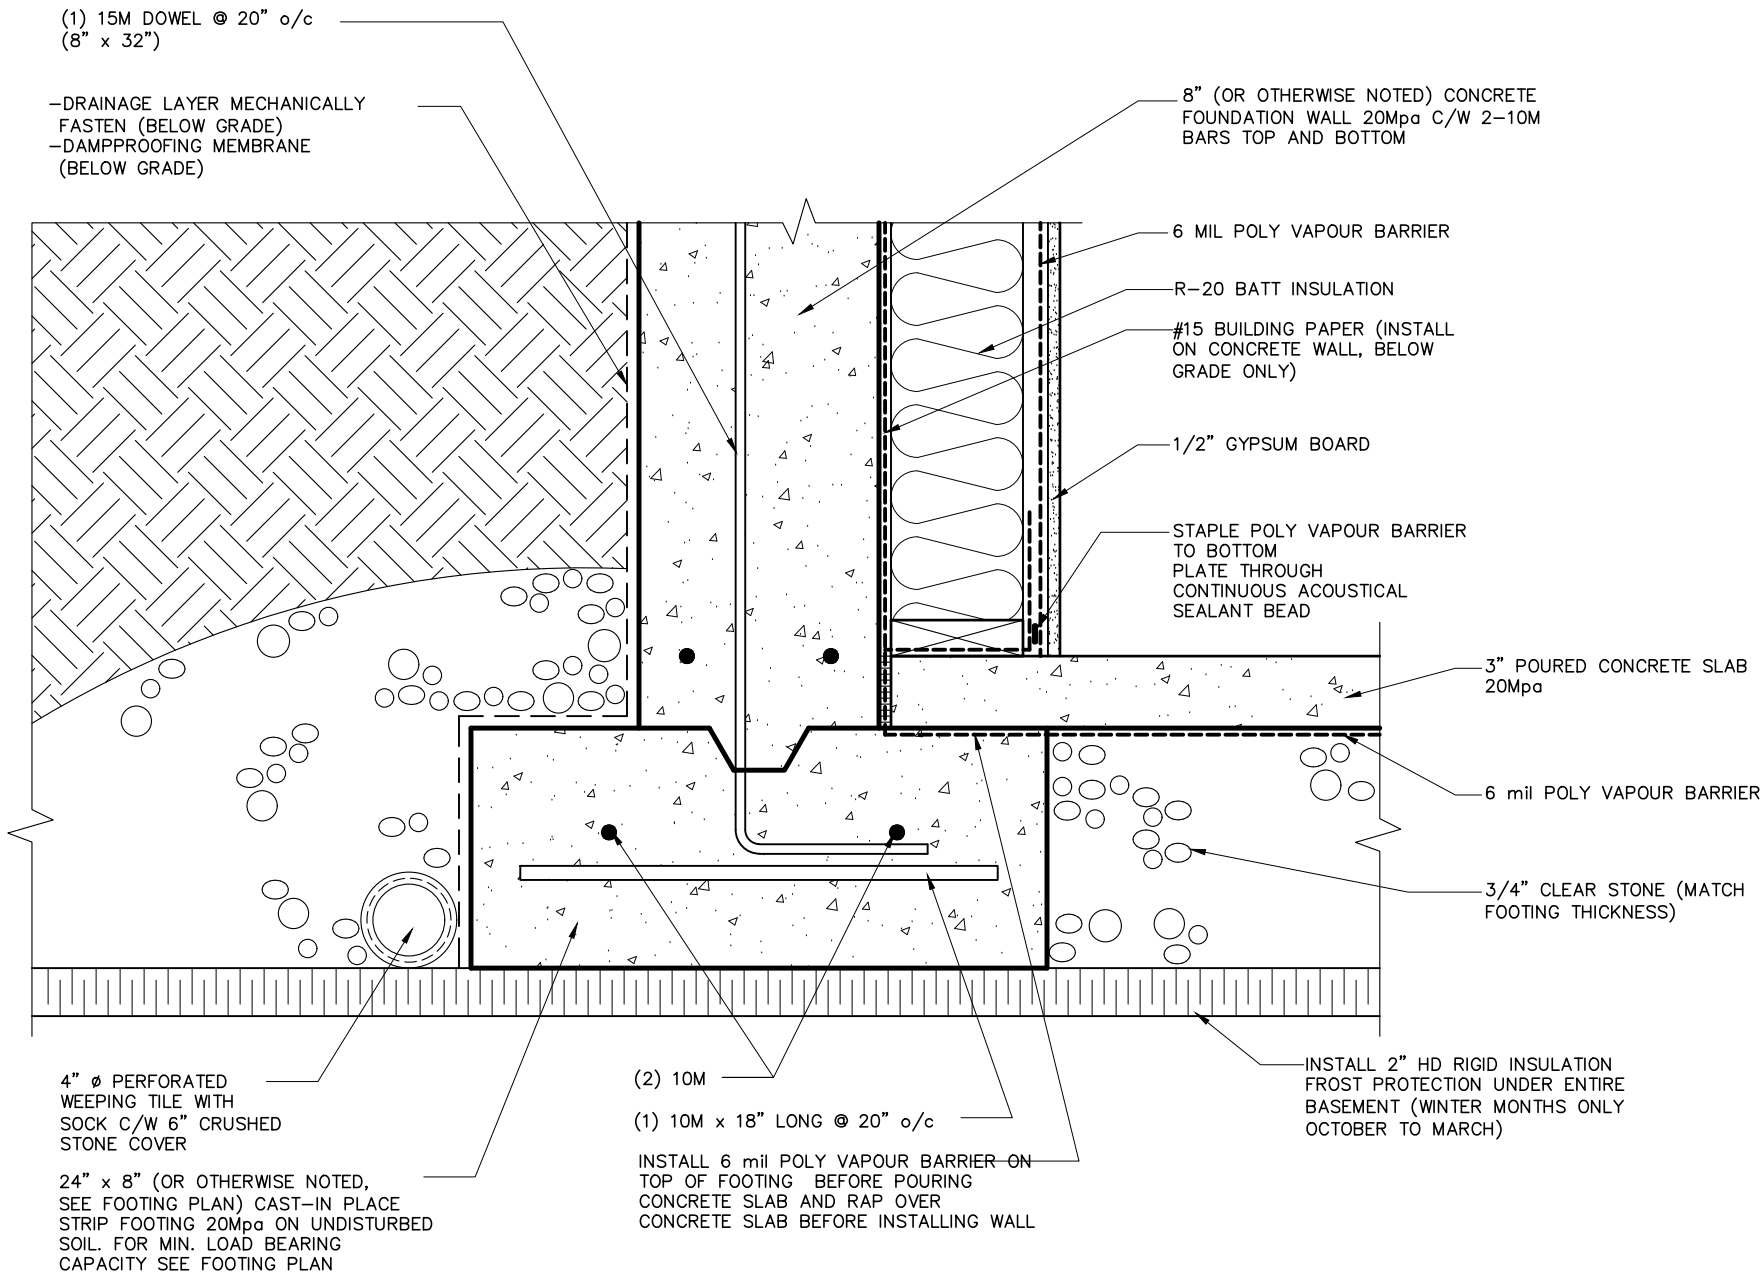 (1) 15M DOWEL @ 20” o/c
(8” x 32”)
–DRAINAGE LAYER MECHANICALLY
FASTEN (BELOW GRADE)
–DAMPPROOFING MEMBRANE
(BELOW GRADE)
8” (OR OTHERWISE NOTED) CONCRETE
FOUNDATION WALL 20Mpa C/W 2–10M
BARS TOP AND BOTTOM
6 MIL POLY VAPOUR BARRIER
R–20 BATT INSULATION
#15 BUILDING PAPER (INSTALL
ON CONCRETE WALL, BELOW
GRADE ONLY)
1/2” GYPSUM BOARD
STAPLE POLY VAPOUR BARRIER
TO BOTTOM
PLATE THROUGH
CONTINUOUS ACOUSTICAL
SEALANT BEAD
3” POURED CONCRETE SLAB
20Mpa
6 mil POLY VAPOUR BARRIER
3/4” CLEAR STONE (MATCH
FOOTING THICKNESS)
INSTALL 2” HD RIGID INSULATION
FROST PROTECTION UNDER ENTIRE
BASEMENT (WINTER MONTHS ONLY
OCTOBER TO MARCH)
4” ø PERFORATED
WEEPING TILE WITH
SOCK C/W 6” CRUSHED
STONE COVER
24” x 8” (OR OTHERWISE NOTED,
SEE FOOTING PLAN) CAST–IN PLACE
STRIP FOOTING 20Mpa ON UNDISTURBED
SOIL. FOR MIN. LOAD BEARING
CAPACITY SEE FOOTING PLAN
(2) 10M
(1) 10M x 18” LONG @ 20” o/c
INSTALL 6 mil POLY VAPOUR BARRIER ON
TOP OF FOOTING BEFORE POURING
CONCRETE SLAB AND RAP OVER
CONCRETE SLAB BEFORE INSTALLING WALL